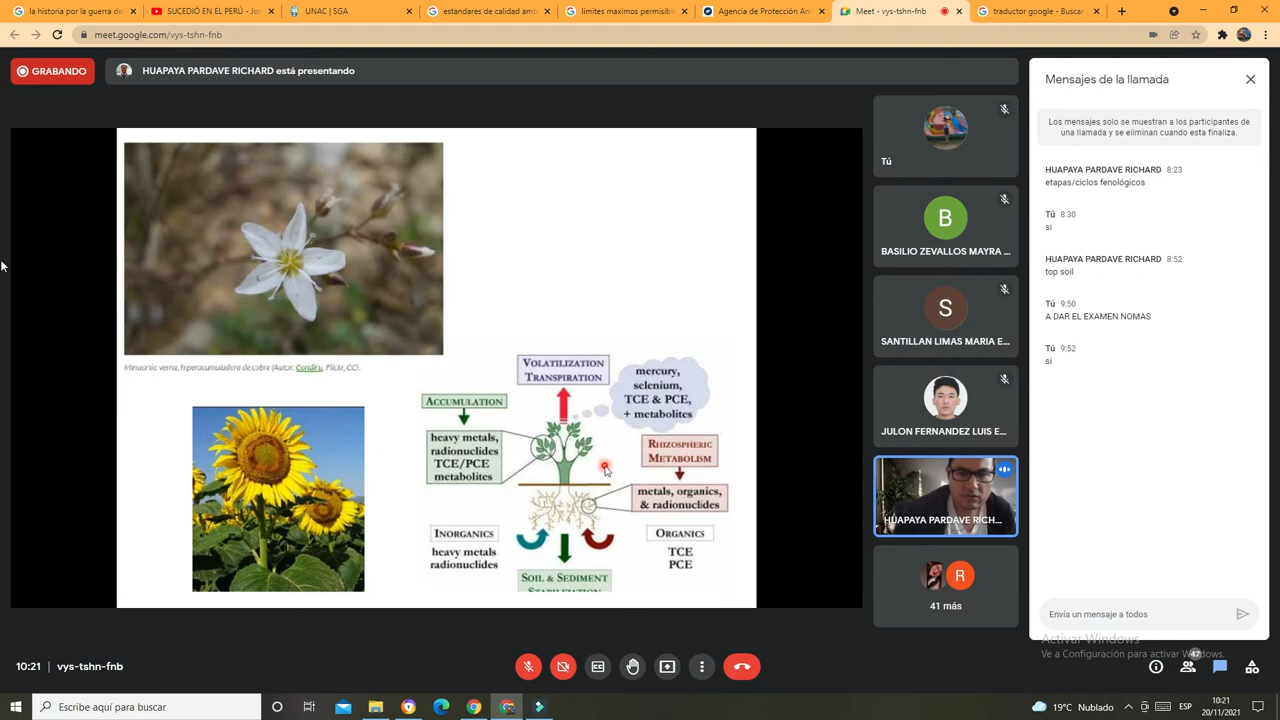 la historia por la guerra de
SUCEDIÓ EN EL PERÚ - Jor
UNAC | SGA
estandares de calidad amb
limites maximos permisible
Agencia de Protección Am
Meet - vys-tshn-fnb
traductor google - Buscar
meet.google.com/vys-tshn-fnb
GRABANDO
HUAPAYA PARDAVE RICHARD está presentando
Minuartia verna, hiperacumuladora de cobre (Autor: Candiru, Flickr, CC).
VOLATILIZATION
TRANSPIRATION
mercury,
selenium,
TCE & PCE,
+ metabolites
ACCUMULATION
heavy metals,
radionuclides
TCE/PCE
metabolites
RHIZOSPHERIC
METABOLISM
metals, organics,
& radionuclides
INORGANICS
heavy metals
radionuclides
ORGANICS
TCE
PCE
SOIL & SEDIMENT
STABILIZATION
Tú
B
BASILIO ZEVALLOS MAYRA ...
S
SANTILLAN LIMAS MARIA E...
JULON FERNANDEZ LUIS E...
HUAPAYA PARDAVE RICH...
R
41 más
Mensajes de la llamada
Los mensajes solo se muestran a los participantes de
una llamada y se eliminan cuando esta finaliza.
HUAPAYA PARDAVE RICHARD 8:23
etapas/ciclos fenológicos
Tú 8:30
si
HUAPAYA PARDAVE RICHARD 8:52
top soil
Tú 9:50
A DAR EL EXAMEN NOMAS
Tú 9:52
si
Envía un mensaje a todos
Activar Windows
Ve a Configuración para activar Windows.
10:21 | vys-tshn-fnb
47
Escribe aquí para buscar
19°C Nublado
ESP
10:21
20/11/2021